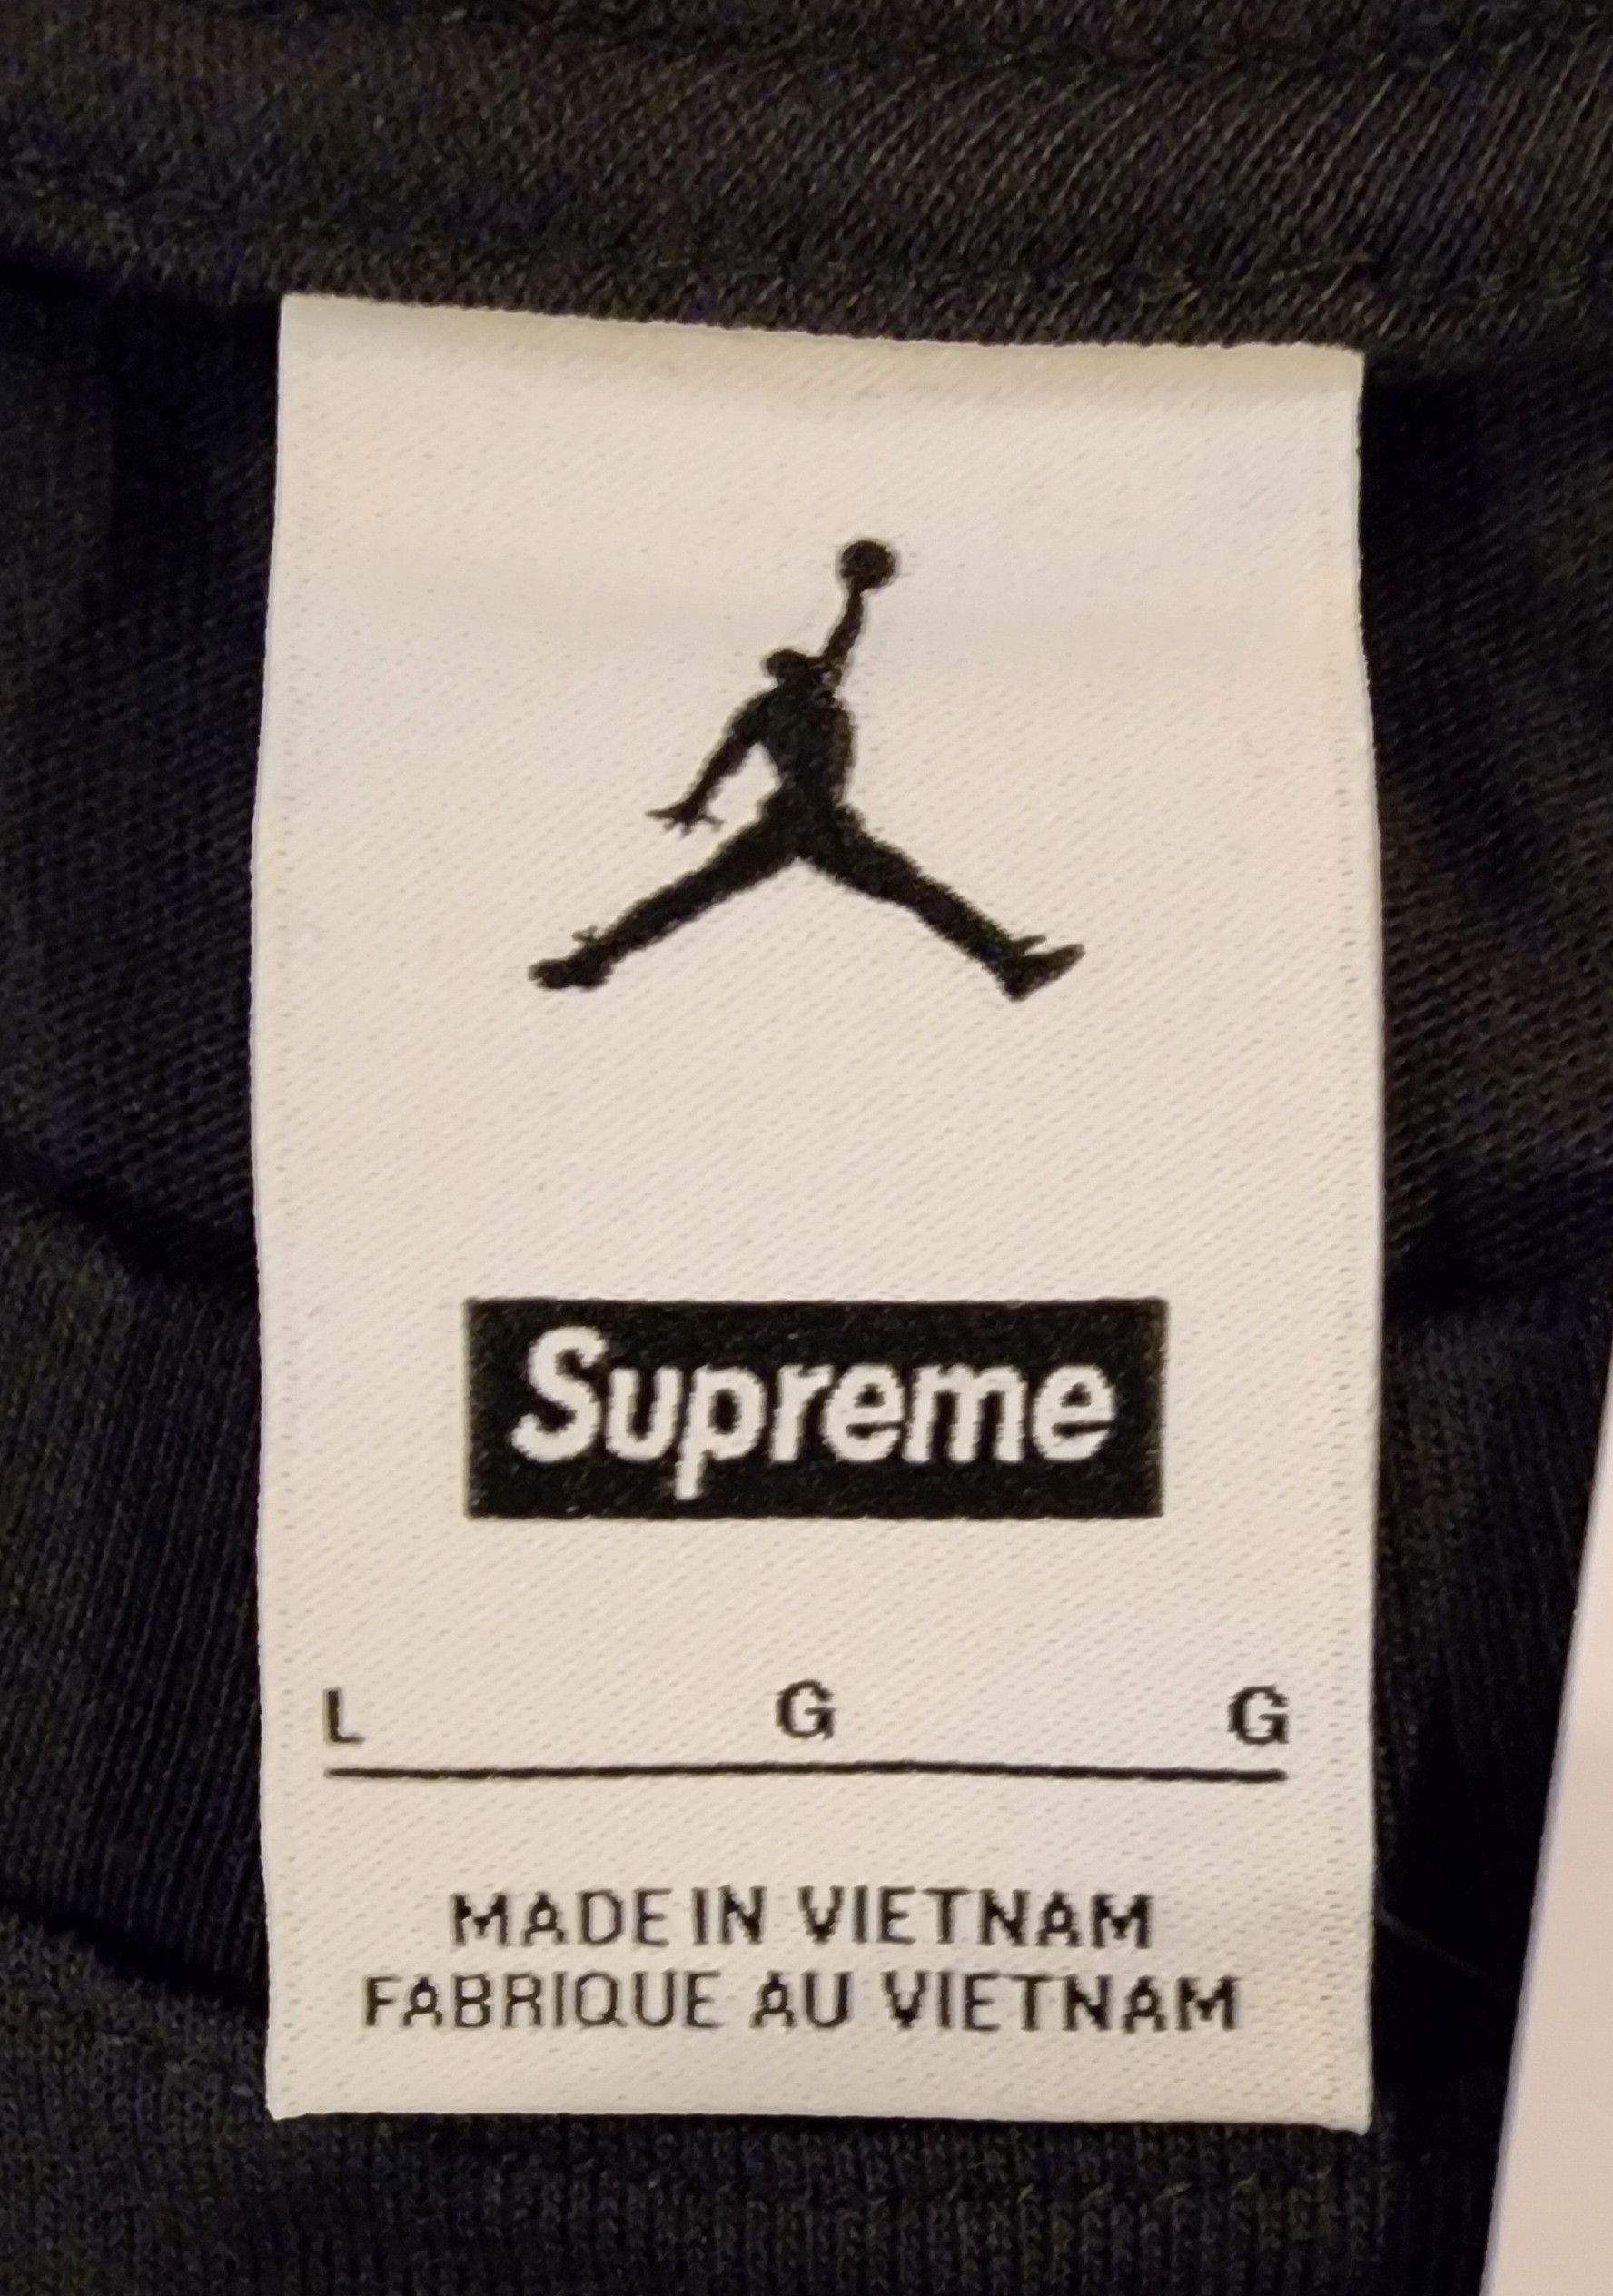 Supreme
L G G
MADE IN VIETNAM
FABRIQUE AU VIETNAM